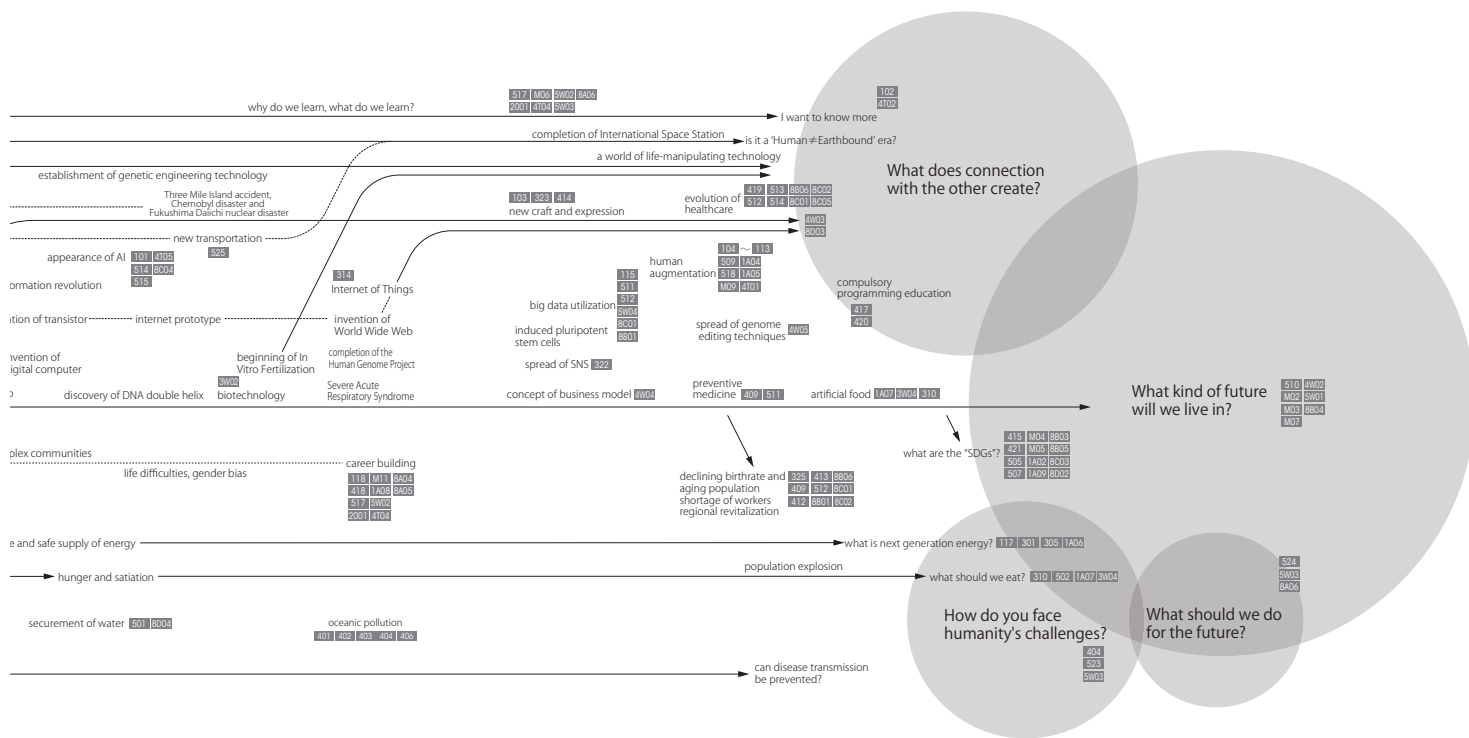 517 M06 5W02 8A06
why do we learn, what do we learn?
2001 4T04 5W03
102
4T02
I want to know more
completion of International Space Station
is it a 'Human≠Earthbound' era?
a world of life-manipulating technology
What does connection
with the other create?
establishment of genetic engineering technology
Three Mile Island accident,
Chernobyl disaster and
Fukushima Daiichi nuclear disaster
103 323 414
new craft and expression
evolution of
healthcare
419 513 8B06 8C02
512 514 8C01 8C05
4W03
8D03
new transportation
525
appearance of AI 101 4T05
514 8C04
515
ormation revolution
314
Internet of Things
104 ～ 113
human
augmentation
509 1A04
518 1A05
M09 4T01
115
511
512
5W04
8C01
8B01
big data utilization
induced pluripotent
stem cells
compulsory
programming education
417
420
tion of transistor
internet prototype
invention of
World Wide Web
spread of genome
editing techniques
4W05
nvention of
igital computer
beginning of In
Vitro Fertilization
completion of the
Human Genome Project
spread of SNS 322
3W02
discovery of DNA double helix
biotechnology
Severe Acute
Respiratory Syndrome
concept of business model 4W04
preventive
medicine 409 511
artificial food 1A07 3W04 310
What kind of future
will we live in?
510 4W02
M02 5W01
M03 8B04
M07
what are the "SDGs"?
415 M04 8B03
421 M05 8B05
505 1A02 8C03
507 1A09 8D02
plex communities
life difficulties, gender bias
career building
118 M11 8A04
418 1A08 8A05
517 5W02
2001 4T04
declining birthrate and 325 413 8B06
aging population 409 512 8C01
shortage of workers 412 8B01 8C02
regional revitalization
e and safe supply of energy
what is next generation energy? 117 301 305 1A06
hunger and satiation
population explosion
what should we eat? 310 502 1A07 3W04
524
5W03
8A06
securement of water 501 8D04
oceanic pollution
401 402 403 404 406
How do you face
humanity's challenges?
404
523
5W03
What should we do
for the future?
can disease transmission
be prevented?